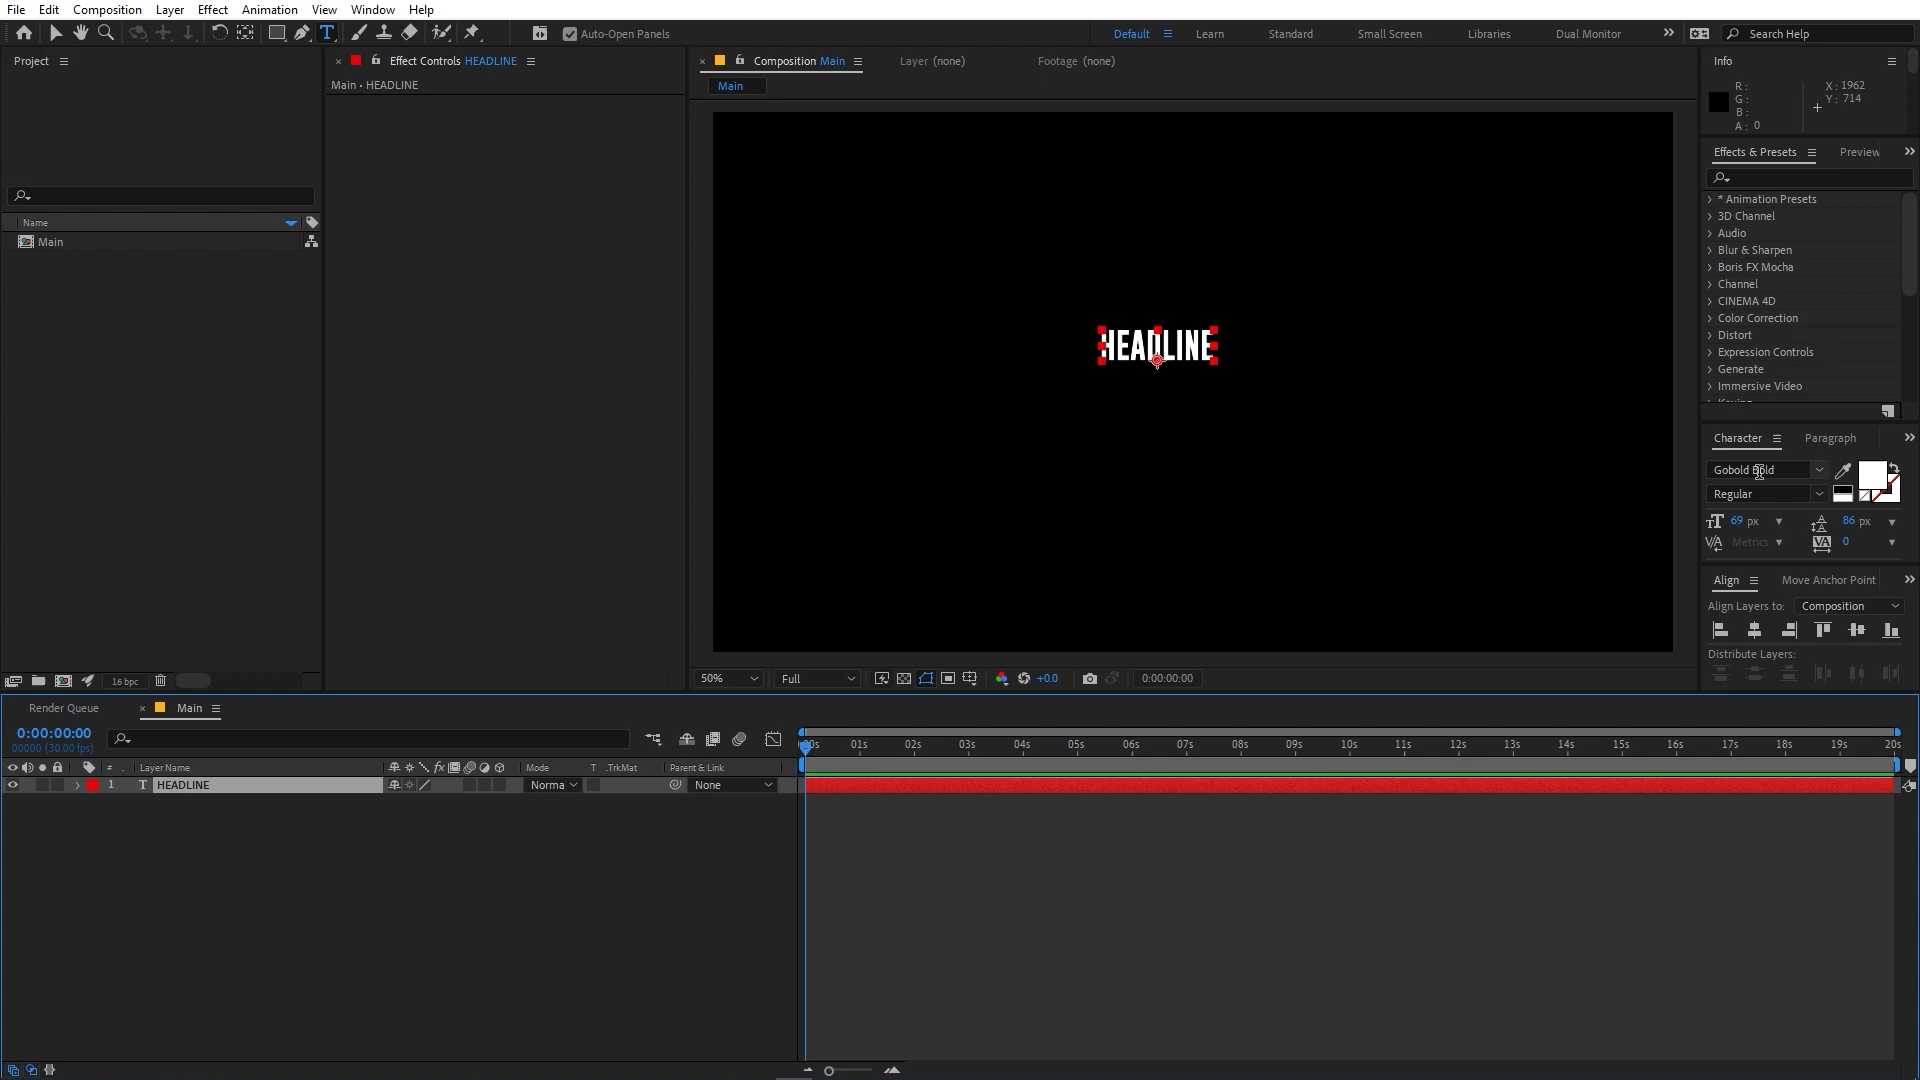 File Edit Composition Layer Effect Animation View Window Help
Auto-Open Panels
Default Learn Standard Small Screen Libraries Dual Monitor Search Help
Project
Name
Main
16 bpc
Effect Controls HEADLINE
Main • HEADLINE
Composition Main
Layer (none)
Footage (none)
Main
HEADLINE
50% Full +0.0 0:00:00:00
Info
R :
G :
B :
A : 0
X : 1962
Y : 714
Effects & Presets Preview
* Animation Presets
3D Channel
Audio
Blur & Sharpen
Boris FX Mocha
Channel
CINEMA 4D
Color Correction
Distort
Expression Controls
Generate
Immersive Video
Character Paragraph
Gobold Bold
Regular
69 px 86 px
Metrics 0
Align Move Anchor Point
Align Layers to: Composition
Distribute Layers:
Render Queue Main
0:00:00:00
00000 (30.00 fps)
# Layer Name Mode T .TrkMat Parent & Link
1 T HEADLINE Norma None
00s 01s 02s 03s 04s 05s 06s 07s 08s 09s 10s 11s 12s 13s 14s 15s 16s 17s 18s 19s 20s